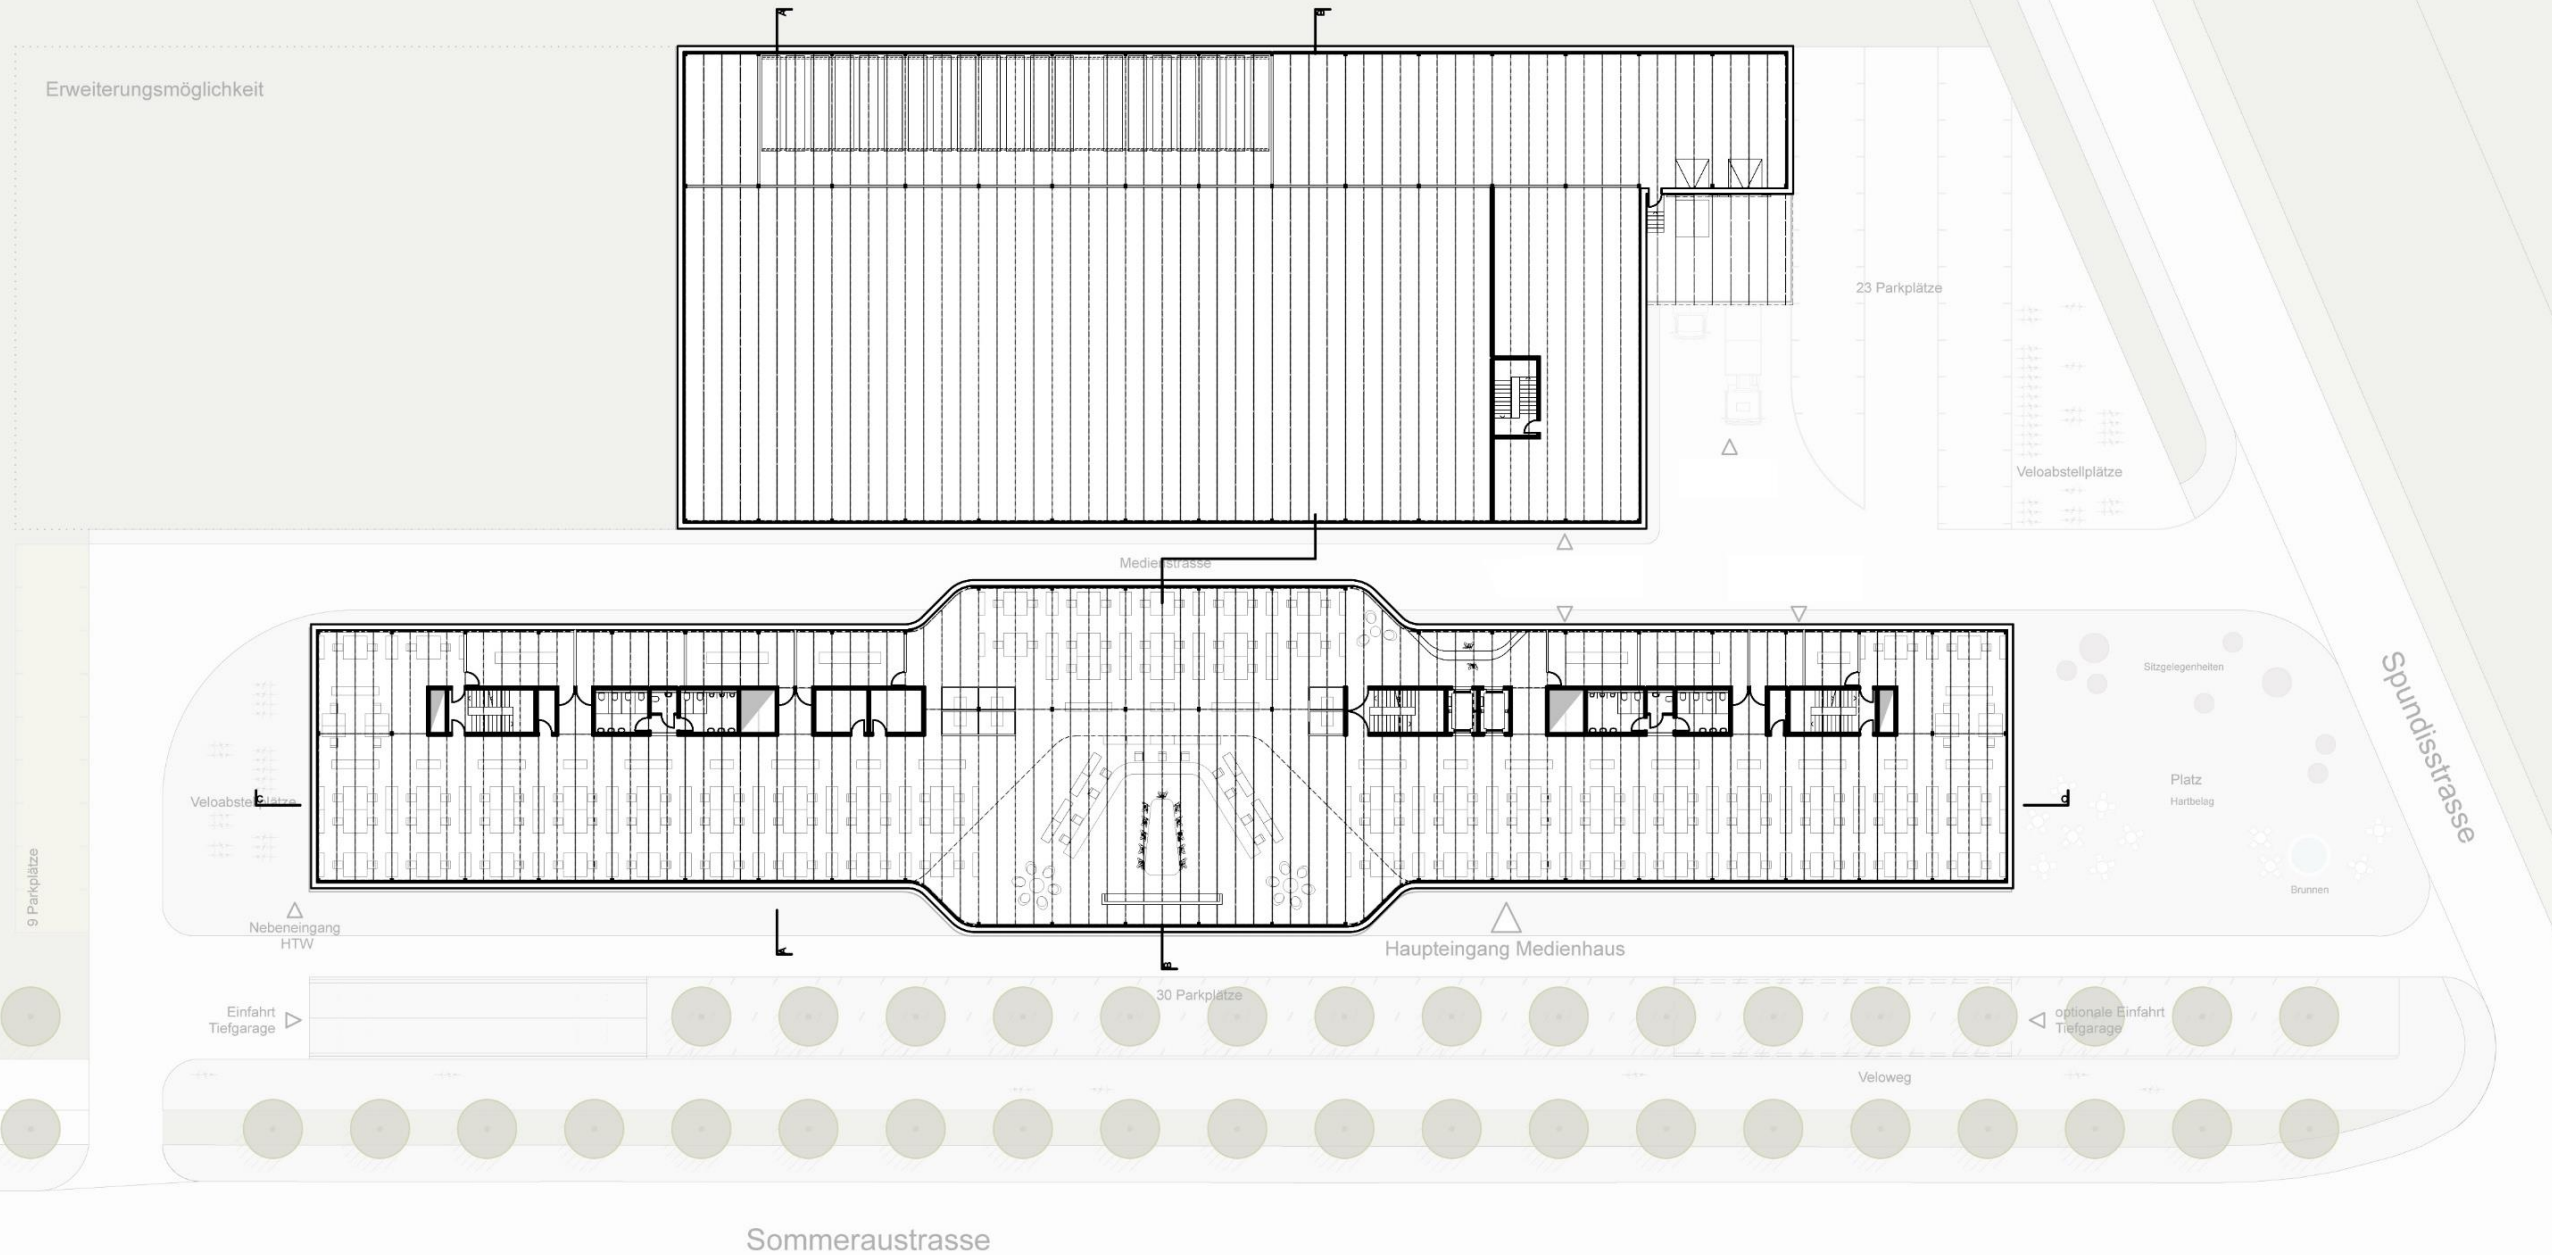 A
B
Erweiterungsmöglichkeit
23 Parkplätze
Veloabstellplätze
Medienstrasse
Sitzgelegenheiten
Spundisstrasse
Platz
Hartbelag
Veloabstellplätze
C
Brunnen
9 Parkplätze
Nebeneingang
HTW
A
B
Haupteingang Medienhaus
30 Parkplätze
Einfahrt
Tiefgarage
optionale Einfahrt
Tiefgarage
Veloweg
Sommeraustrasse